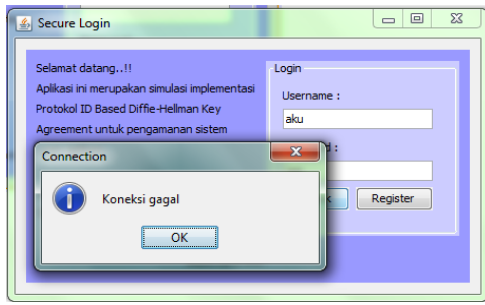 Secure Login
Selamat datang..!!
Aplikasi ini merupakan simulasi implementasi
Protokol ID Based Diffie-Hellman Key
Agreement untuk pengamanan sistem
Login
Username :
aku
d :
Register
Connection
Koneksi gagal
OK